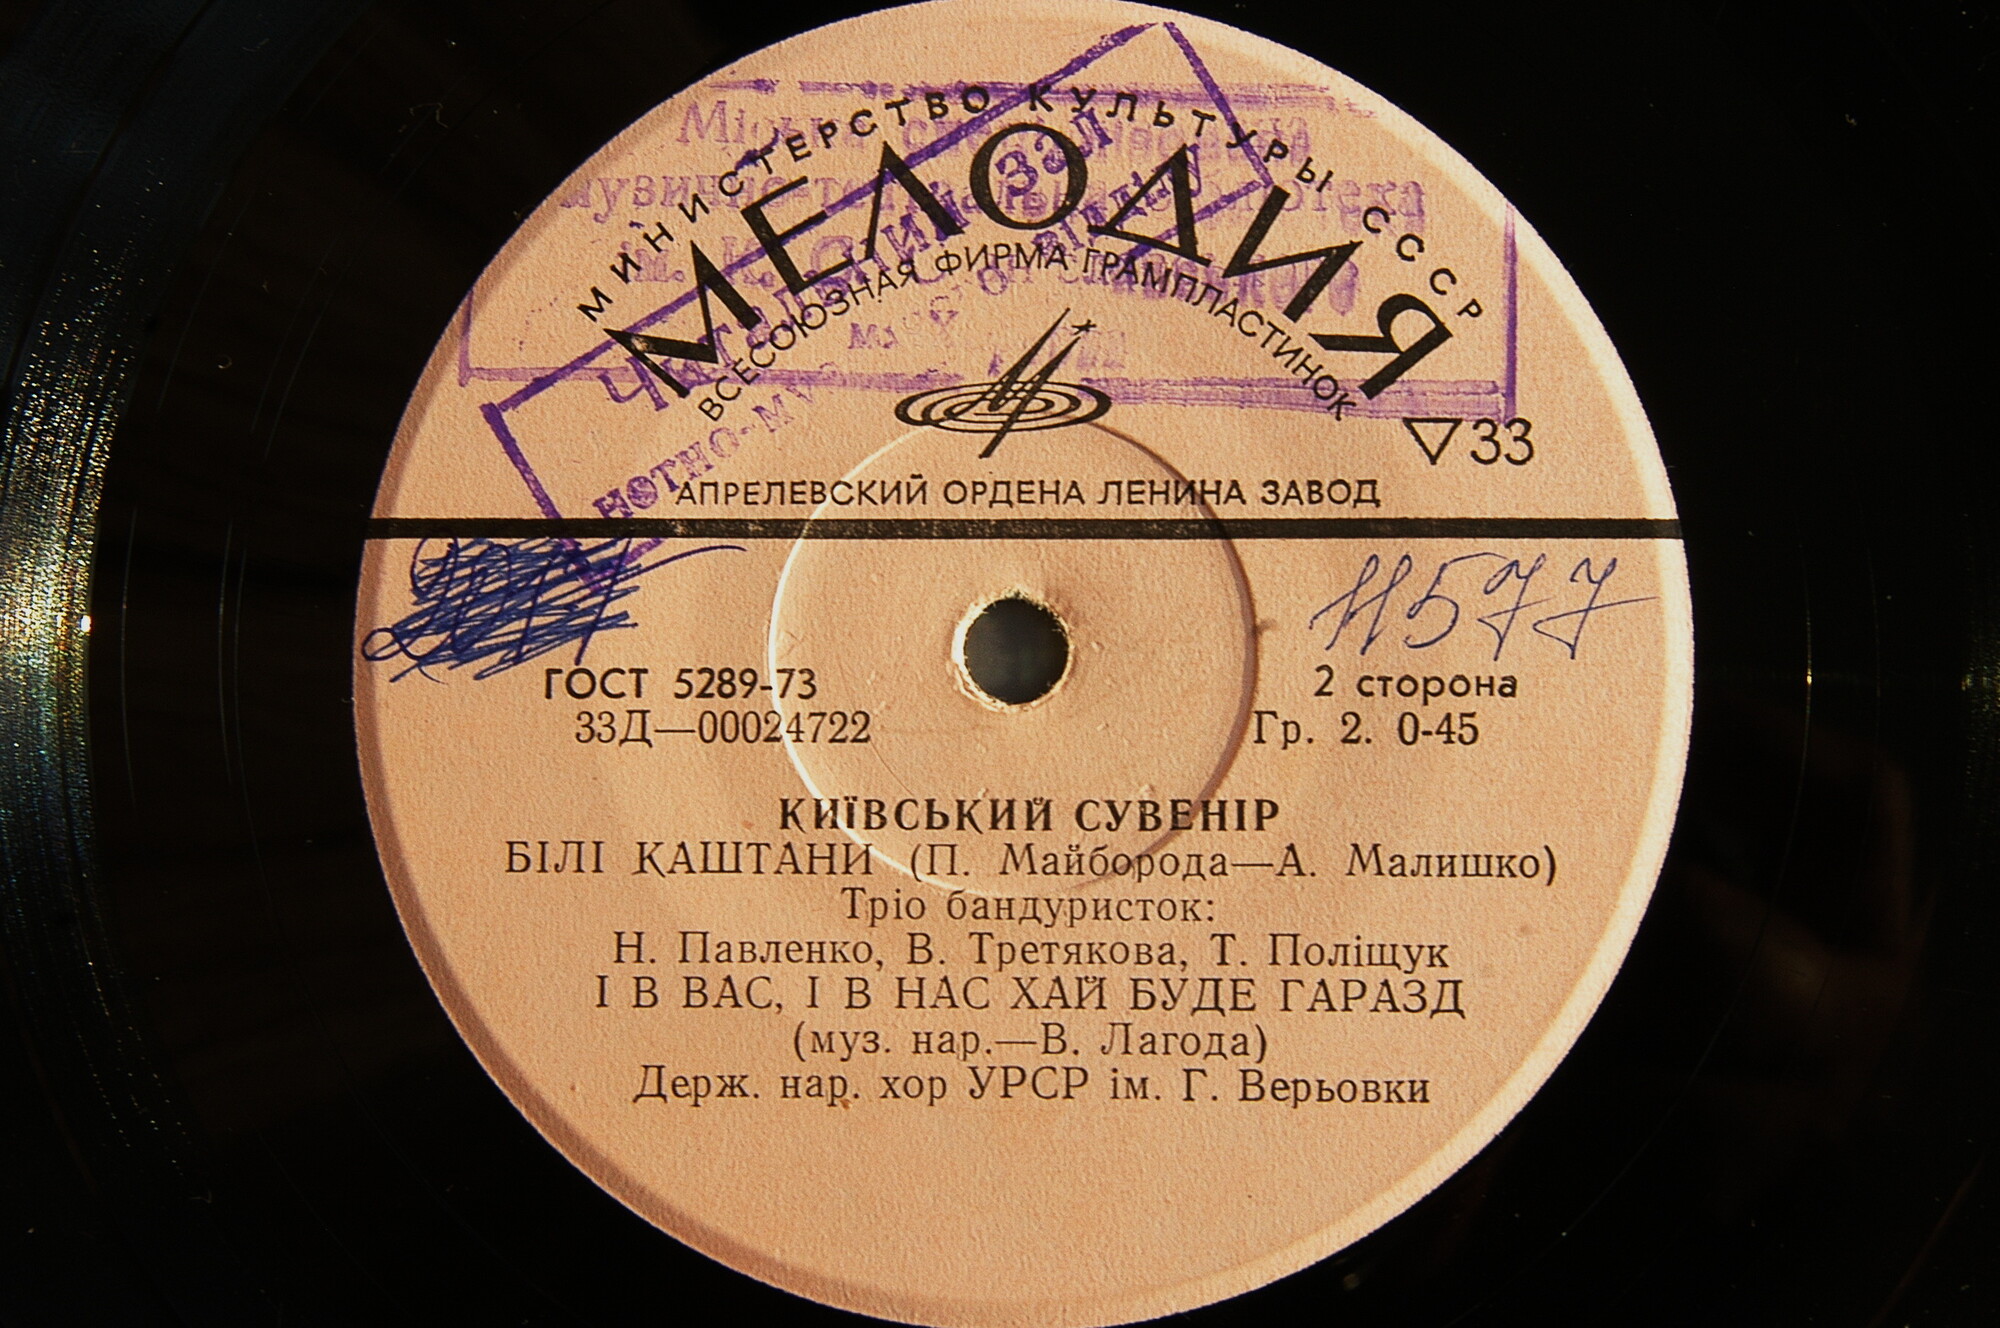 МИНИСТЕРСТВО КУЛЬТУРЫ СССР
МЕЛОДИЯ
ВСЕСОЮЗНАЯ ФИРМА ГРАМПЛАСТИНОК
▽33
АПРЕЛЕВСКИЙ ОРДЕНА ЛЕНИНА ЗАВОД
11577
ГОСТ 5289-73
2 сторона
33Д—00024722
Гр. 2. 0-45
КИЇВСЬКИЙ СУВЕНІР
БІЛІ КАШТАНИ (П. Майборода—А. Малишко)
Тріо бандуристок:
Н. Павленко, В. Третякова, Т. Поліщук
І В ВАС, І В НАС ХАЙ БУДЕ ГАРАЗД
(муз. нар.—В. Лагода)
Держ. нар. хор УРСР ім. Г. Верьовки